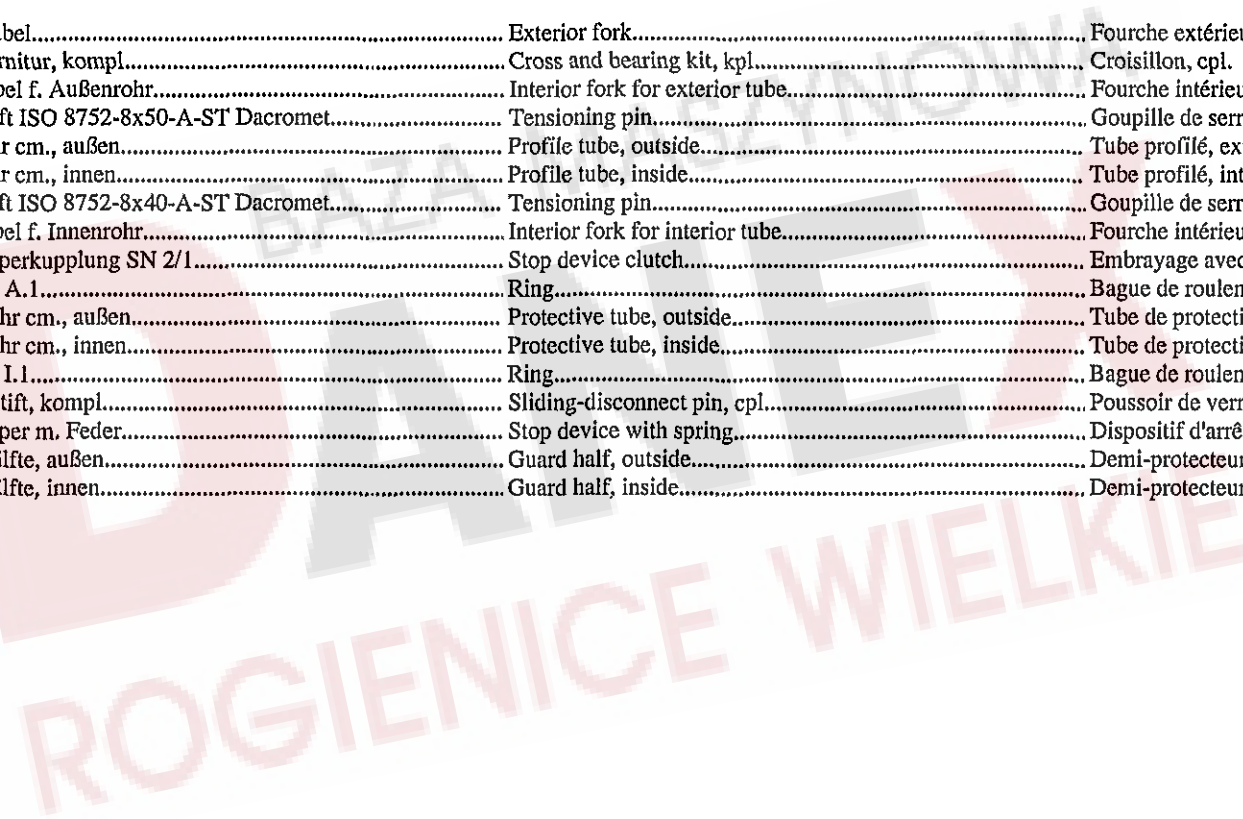 bel ........ Exterior fork ........ Fourche extérieu
rnitur, kompl. ........ Cross and bearing kit, kpl. ........ Croisillon, cpl.
bel f. Außenrohr ........ Interior fork for exterior tube ........ Fourche intérieu
ft ISO 8752-8x50-A-ST Dacromet ........ Tensioning pin ........ Goupille de serr
r cm., außen ........ Profile tube, outside ........ Tube profilé, ex
r cm., innen ........ Profile tube, inside ........ Tube profilé, int
ft ISO 8752-8x40-A-ST Dacromet ........ Tensioning pin ........ Goupille de serr
bel f. Innenrohr ........ Interior fork for interior tube ........ Fourche intérieu
perkupplung SN 2/1 ........ Stop device clutch ........ Embrayage avec
A.1 ........ Ring ........ Bague de roulen
hr cm., außen ........ Protective tube, outside ........ Tube de protecti
hr cm., innen ........ Protective tube, inside ........ Tube de protecti
I.1 ........ Ring ........ Bague de roulen
tift, kompl. ........ Sliding-disconnect pin, cpl. ........ Poussoir de verr
per m. Feder ........ Stop device with spring ........ Dispositif d'arrê
ilfte, außen ........ Guard half, outside ........ Demi-protecteur
ilfte, innen ........ Guard half, inside ........ Demi-protecteur
BAZA MASZYNOWA
DANEX
ROGIENICE WIELKIE